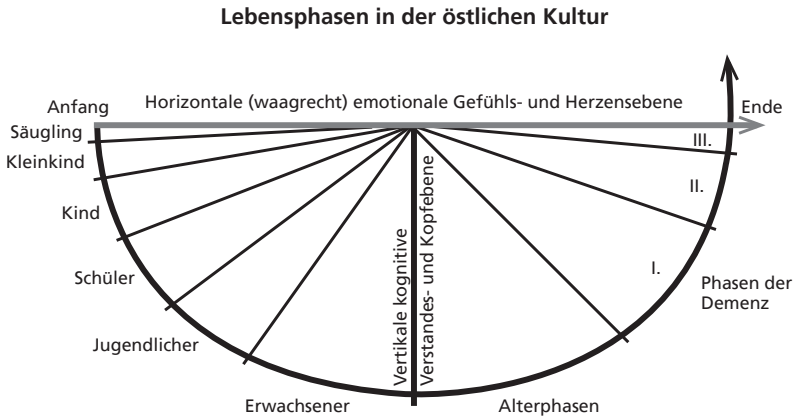 Lebensphasen in der östlichen Kultur
Anfang
Horizontale (waagrecht) emotionale Gefühls- und Herzensebene
Ende
Säugling
Kleinkind
Kind
Schüler
Jugendlicher
Erwachsener
Vertikale kognitive
Verstandes- und Kopfebene
Alterphasen
III.
II.
I.
Phasen der
Demenz